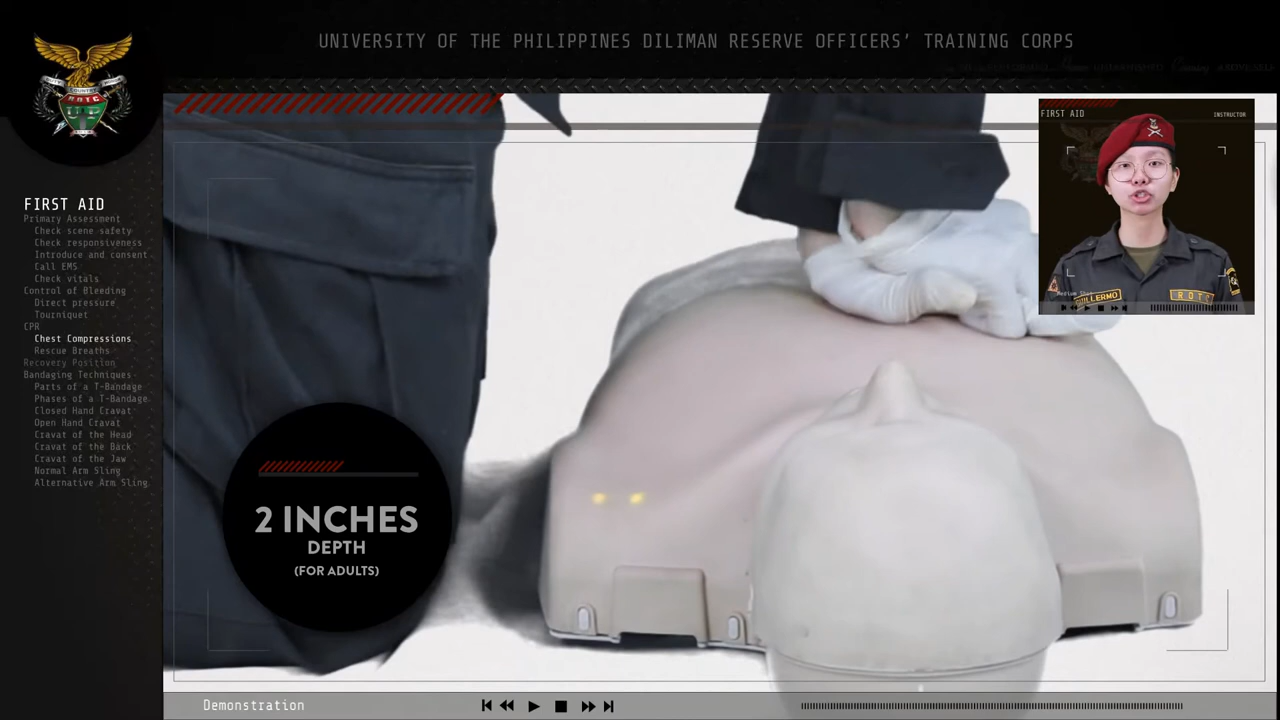 UNIVERSITY OF THE PHILIPPINES DILIMAN RESERVE OFFICERS' TRAINING CORPS
ROTC
FIRST AID
Primary Assessment
Check scene safety
Check responsiveness
Introduce and consent
Call EMS
Check vitals
Control of Bleeding
Direct pressure
Tourniquet
CPR
Chest Compressions
Rescue Breaths
Recovery Position
Bandaging Techniques
Parts of a T-Bandage
Phases of a T-Bandage
Closed Hand Cravat
Open Hand Cravat
Cravat of the Head
Cravat of the Back
Cravat of the Jaw
Normal Arm Sling
Alternative Arm Sling
FIRST AID
INSTRUCTOR
GUILLERMO
ROTC
2 INCHES
DEPTH
(FOR ADULTS)
Demonstration